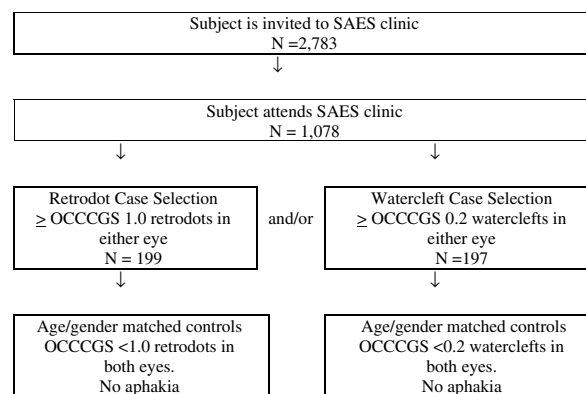 Subject is invited to SAES clinic
N =2,783
↓
Subject attends SAES clinic
N = 1,078
↓ ↓
Retrodot Case Selection
≥ OCCCGS 1.0 retrodots in
either eye
N = 199
and/or
Watercleft Case Selection
≥ OCCCGS 0.2 waterclefts in
either eye
N =197
↓ ↓
Age/gender matched controls
OCCCGS <1.0 retrodots in
both eyes.
No aphakia
Age/gender matched controls
OCCCGS <0.2 waterclefts in
both eyes.
No aphakia